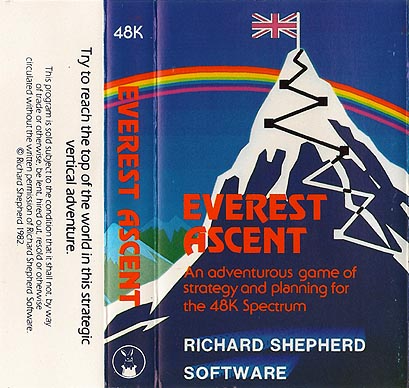 Try to reach the top of the world in this strategic
vertical adventure.
This program is sold subject to the condition that it shall not, by way
of trade or otherwise, be lent, hired out, resold or otherwise
circulated without the written permission of Richard Shepherd Software.
© Richard Shepherd 1982.
48K
EVEREST ASCENT
EVEREST
ASCENT
An adventurous game of
strategy and planning for
the 48K Spectrum
RICHARD SHEPHERD
SOFTWARE